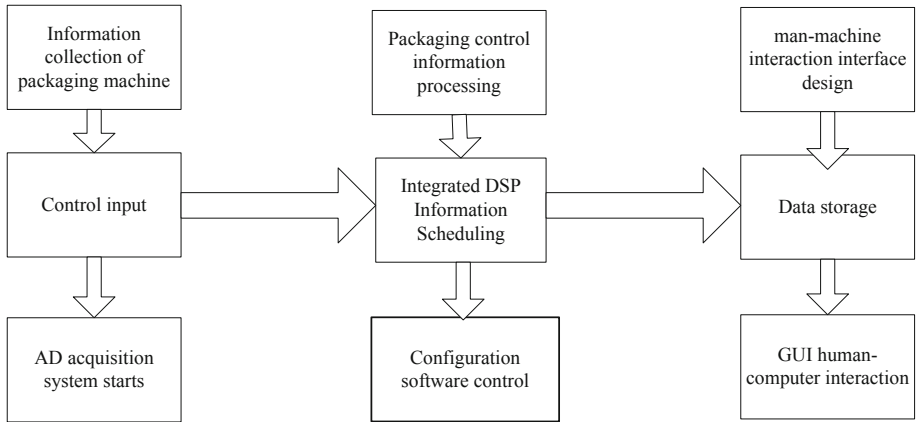 Information
collection of
packaging machine
Packaging control
information
processing
man-machine
interaction interface
design
Control input
Integrated DSP
Information
Scheduling
Data storage
AD acquisition
system starts
Configuration
software control
GUI human-
computer interaction